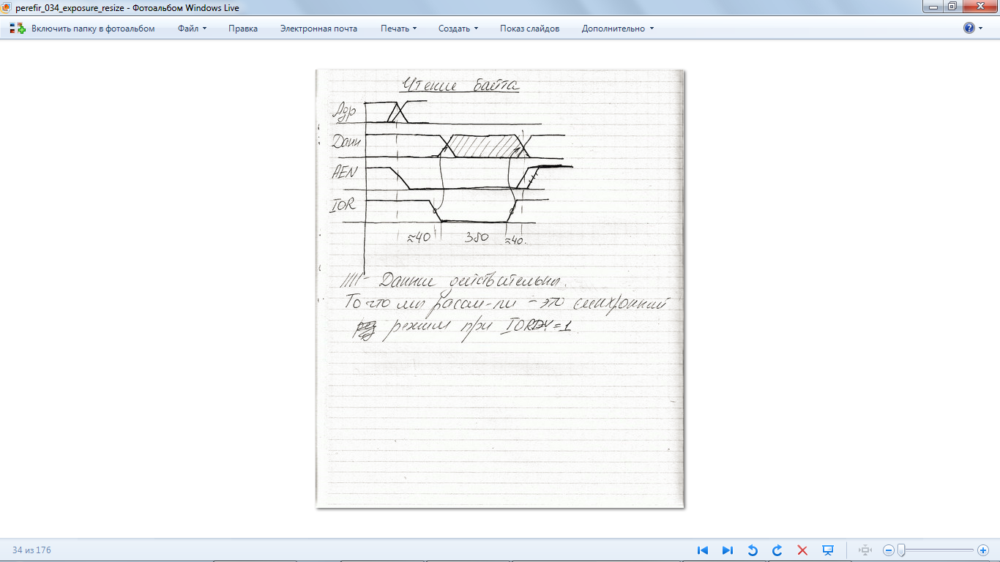 perefir_034_exposure_resize - Фотоальбом Windows Live
Включить папку в фотоальбом Файл Правка Электронная почта Печать Создать Показ слайдов Дополнительно
Чтение байта
Адр
Данн
AEN
IOR
≈40 350 ≈40.
//// - Данные действительны.
То что мы рассм-ли - это синхронный
режим при IORDY=1.
34 из 176